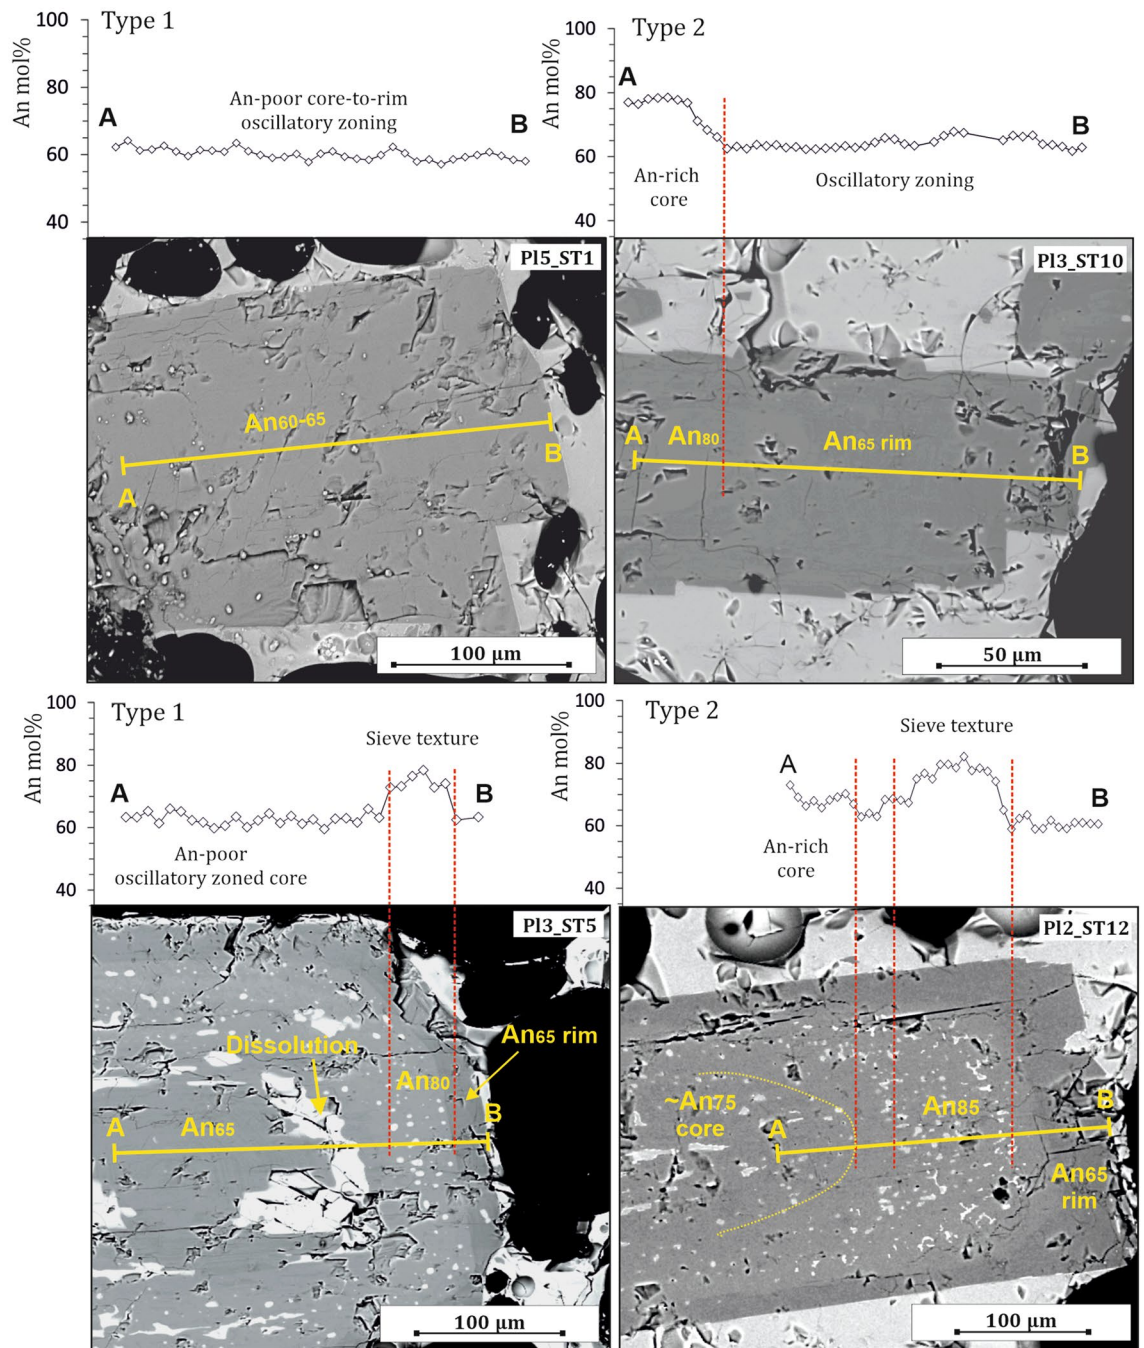 Type 1
An mol%
100
80
60
40
A
An-poor core-to-rim
oscillatory zoning
B
Pl5_ST1
An60-65
A
B
100 µm
Type 2
An mol%
100
80
60
40
A
An-rich
core
Oscillatory zoning
B
Pl3_ST10
A
An80
An65 rim
B
50 µm
Type 1
An mol%
100
80
60
40
Sieve texture
A
B
An-poor
oscillatory zoned core
Pl3_ST5
Dissolution
An65 rim
An80
A
An65
B
100 µm
Type 2
An mol%
100
80
60
40
Sieve texture
A
B
An-rich
core
Pl2_ST12
~An75
core
An85
A
B
An65
rim
100 µm